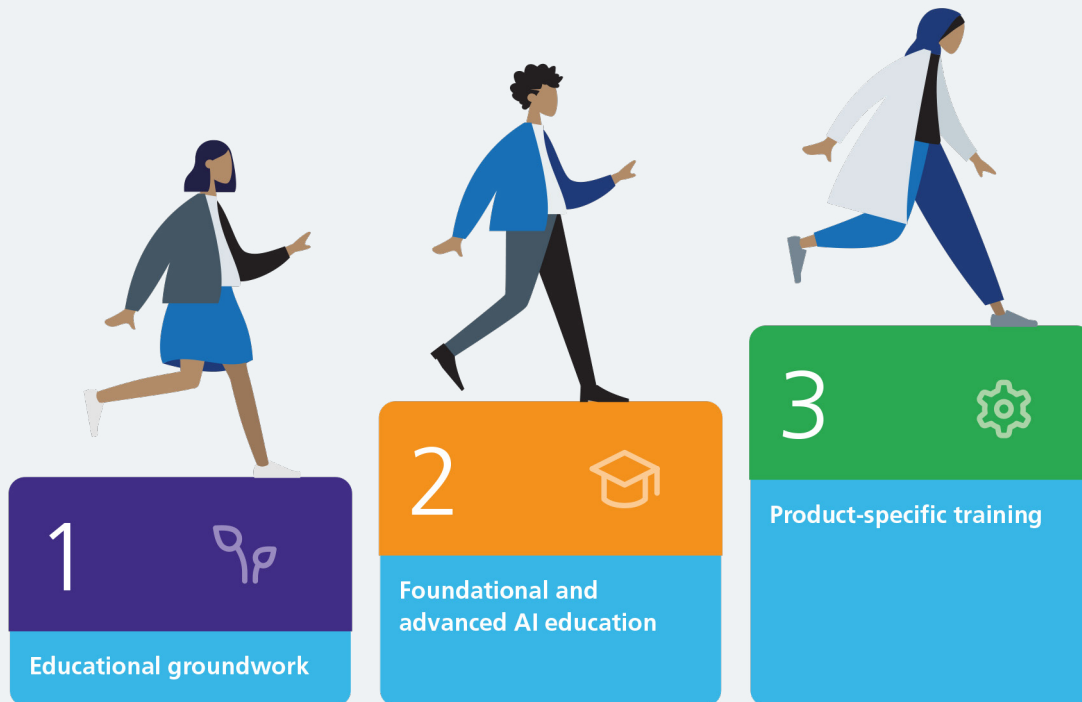 1
Educational groundwork
2
Foundational and
advanced AI education
3
Product-specific training